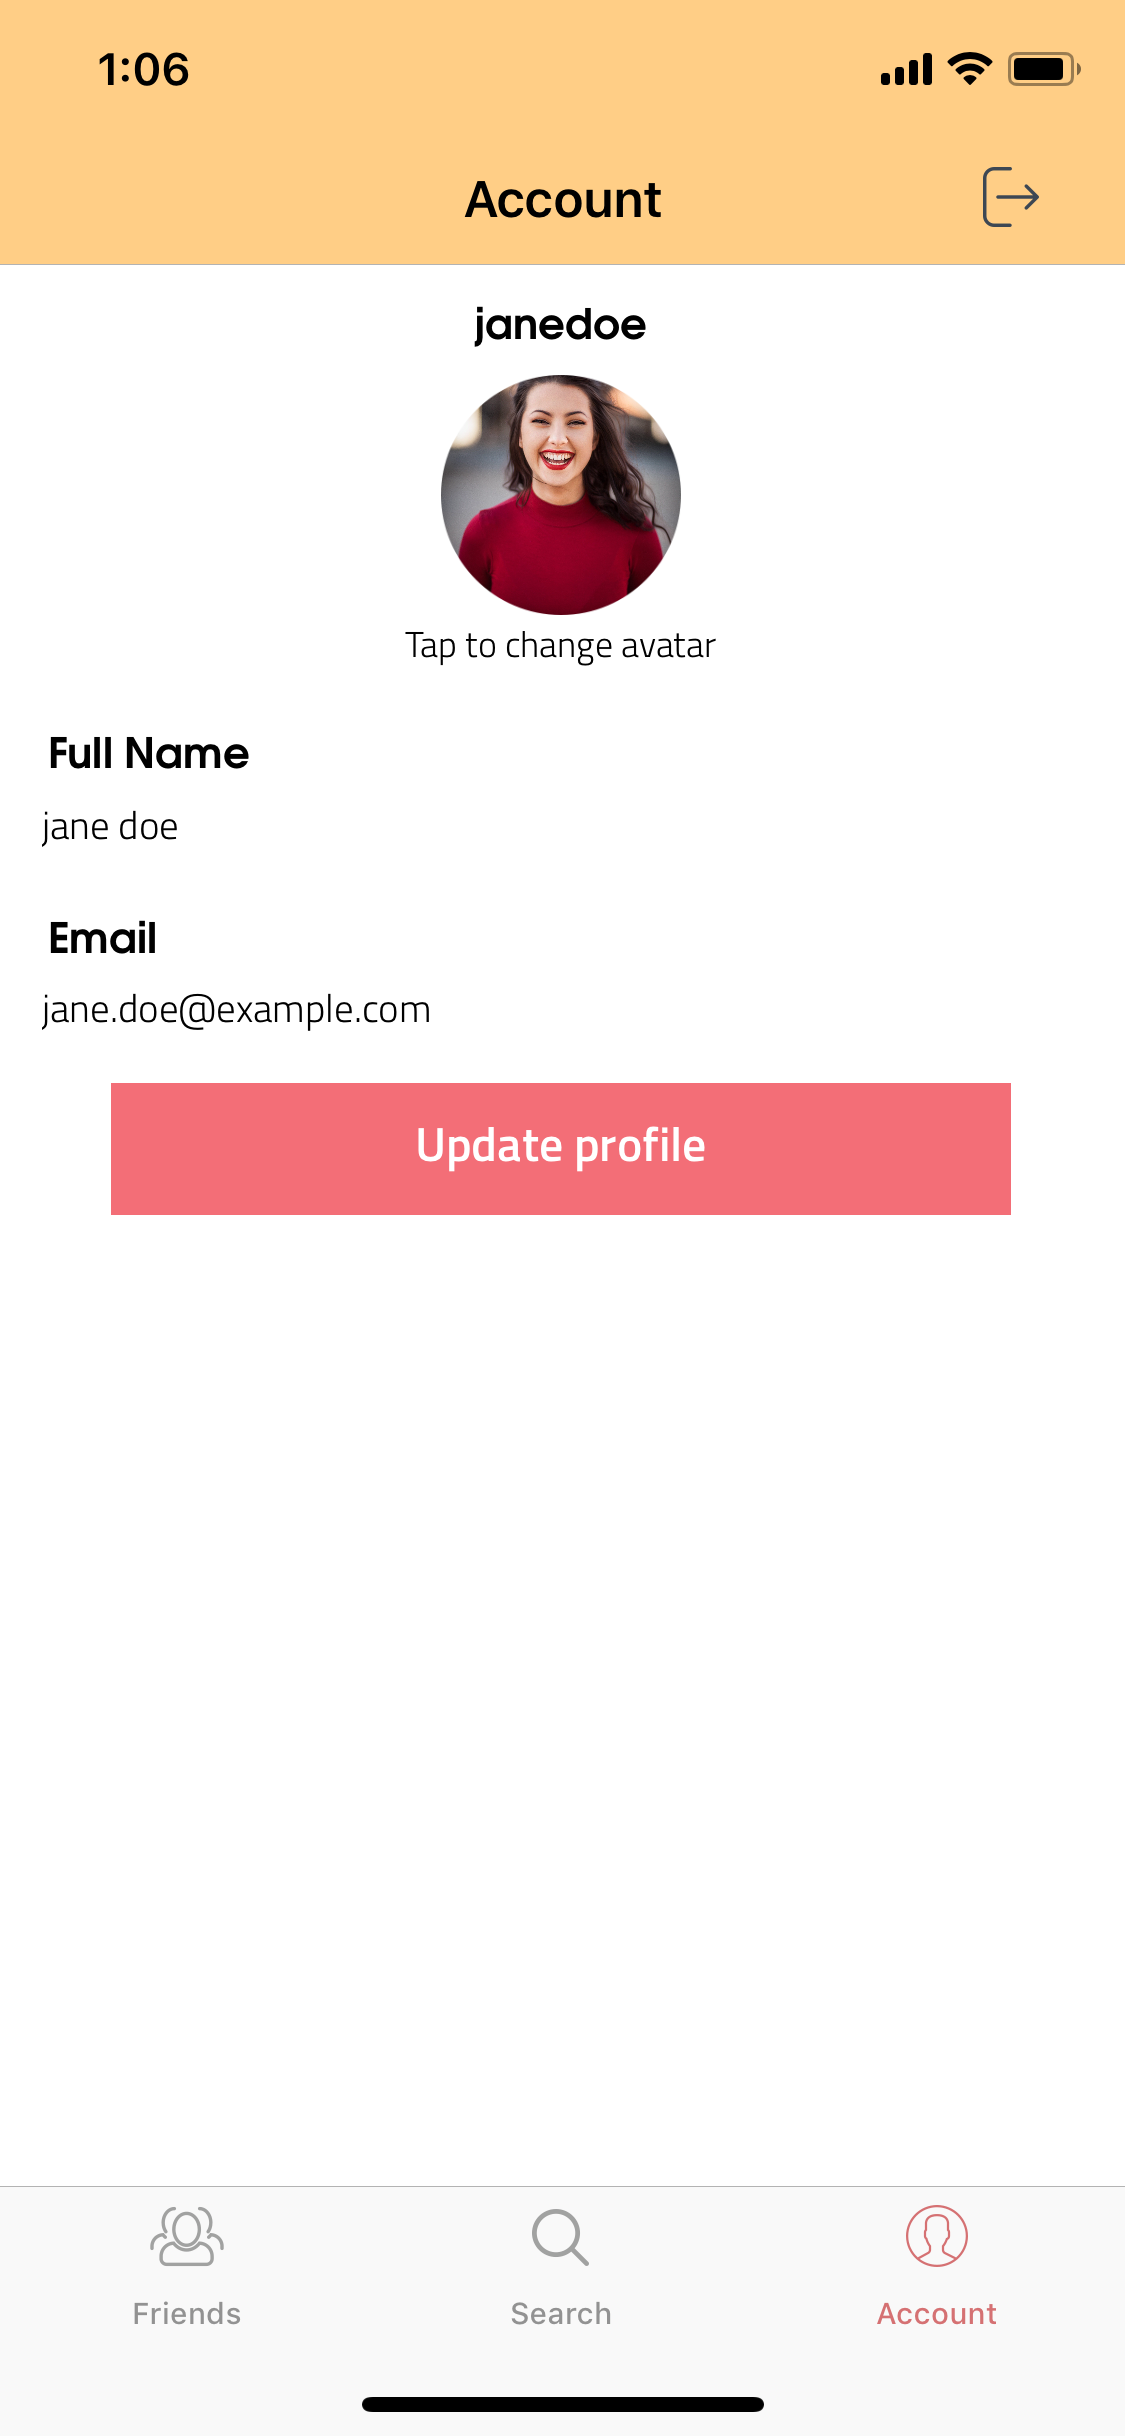 1:06
Account
janedoe
Tap to change avatar
Full Name
jane doe
Email
jane.doe@example.com
Update profile
Friends
Search
Account